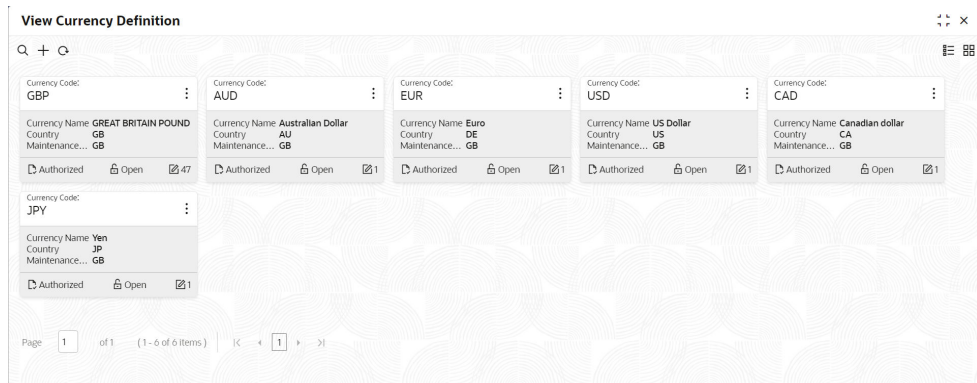 View Currency Definition
Currency Code:
GBP
Currency Name GREAT BRITAIN POUND
Country GB
Maintenance... GB
Authorized Open 47
Currency Code:
AUD
Currency Name Australian Dollar
Country AU
Maintenance... GB
Authorized Open 1
Currency Code:
EUR
Currency Name Euro
Country DE
Maintenance... GB
Authorized Open 1
Currency Code:
USD
Currency Name US Dollar
Country US
Maintenance... GB
Authorized Open 1
Currency Code:
CAD
Currency Name Canadian dollar
Country CA
Maintenance... GB
Authorized Open 1
Currency Code:
JPY
Currency Name Yen
Country JP
Maintenance... GB
Authorized Open 1
Page 1 of 1 (1 - 6 of 6 items) 1